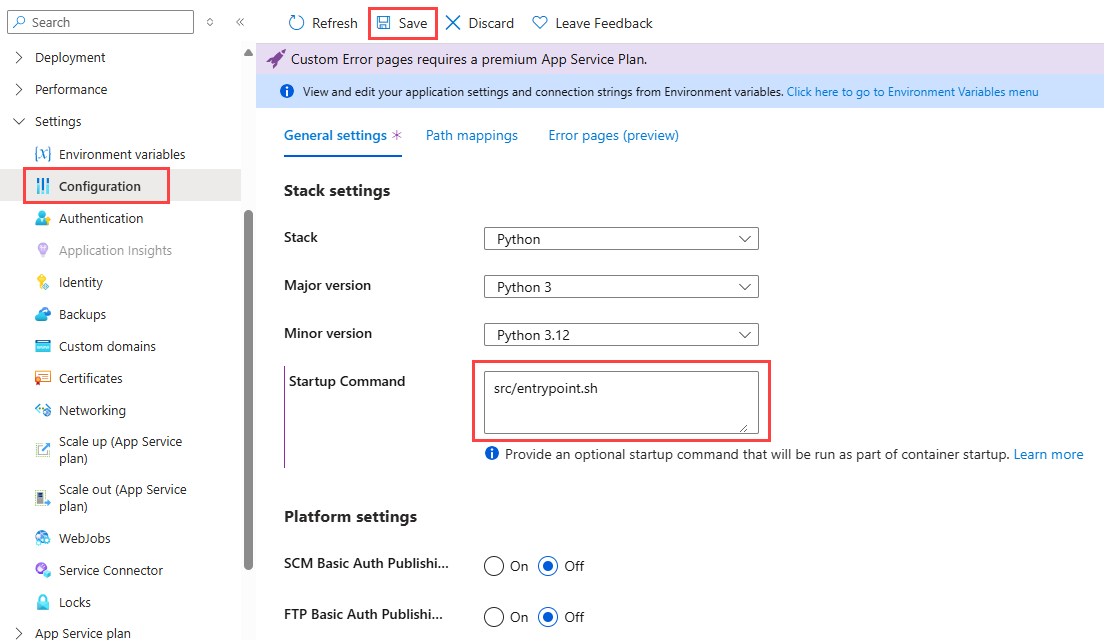 Search
Refresh
Save
Discard
Leave Feedback
Deployment
Performance
Settings
Environment variables
Configuration
Authentication
Application Insights
Identity
Backups
Custom domains
Certificates
Networking
Scale up (App Service
plan)
Scale out (App Service
plan)
WebJobs
Service Connector
Locks
App Service plan
Custom Error pages requires a premium App Service Plan.
View and edit your application settings and connection strings from Environment variables. Click here to go to Environment Variables menu
General settings *
Path mappings
Error pages (preview)
Stack settings
Stack
Python
Major version
Python 3
Minor version
Python 3.12
Startup Command
src/entrypoint.sh
Provide an optional startup command that will be run as part of container startup. Learn more
Platform settings
SCM Basic Auth Publishi...
On
Off
FTP Basic Auth Publishi...
On
Off